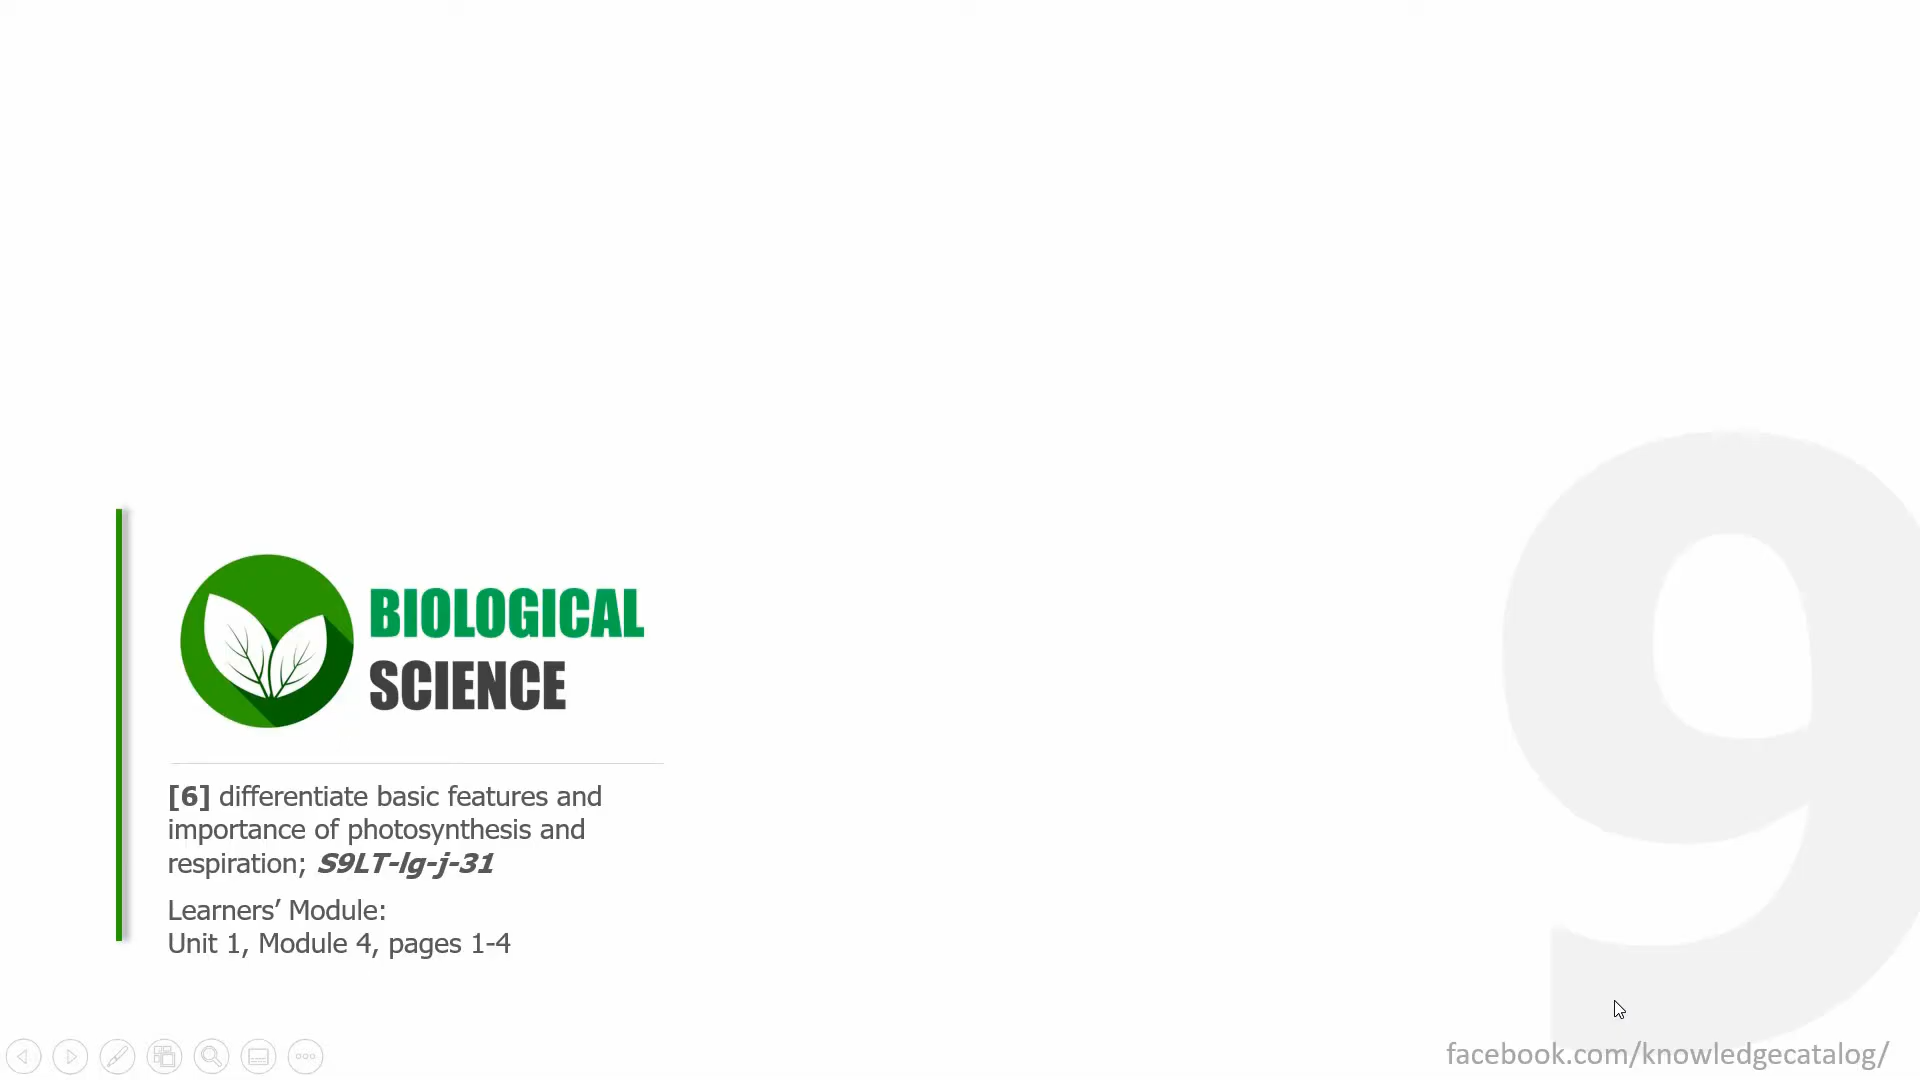 BIOLOGICAL
SCIENCE
[6] differentiate basic features and
importance of photosynthesis and
respiration; S9LT-lg-j-31
Learners’ Module:
Unit 1, Module 4, pages 1-4
9
facebook.com/knowledgecatalog/